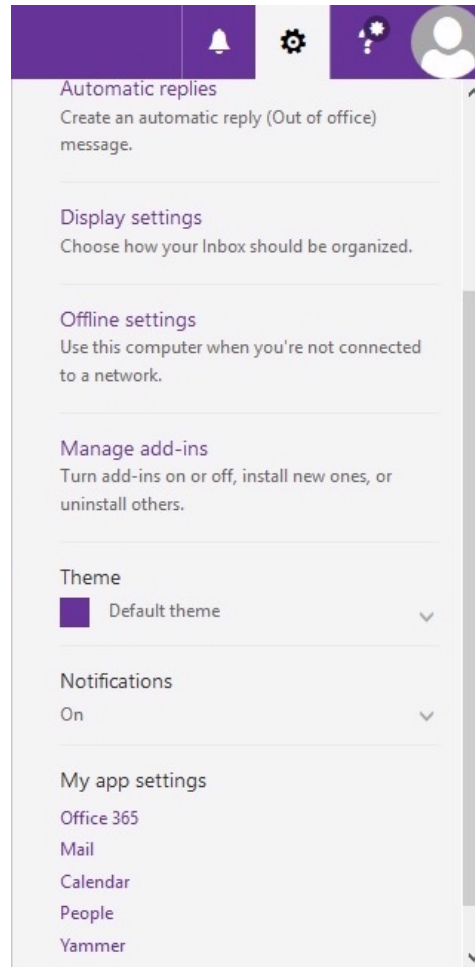 Automatic replies
Create an automatic reply (Out of office)
message.
Display settings
Choose how your Inbox should be organized.
Offline settings
Use this computer when you're not connected
to a network.
Manage add-ins
Turn add-ins on or off, install new ones, or
uninstall others.
Theme
Default theme
Notifications
On
My app settings
Office 365
Mail
Calendar
People
Yammer